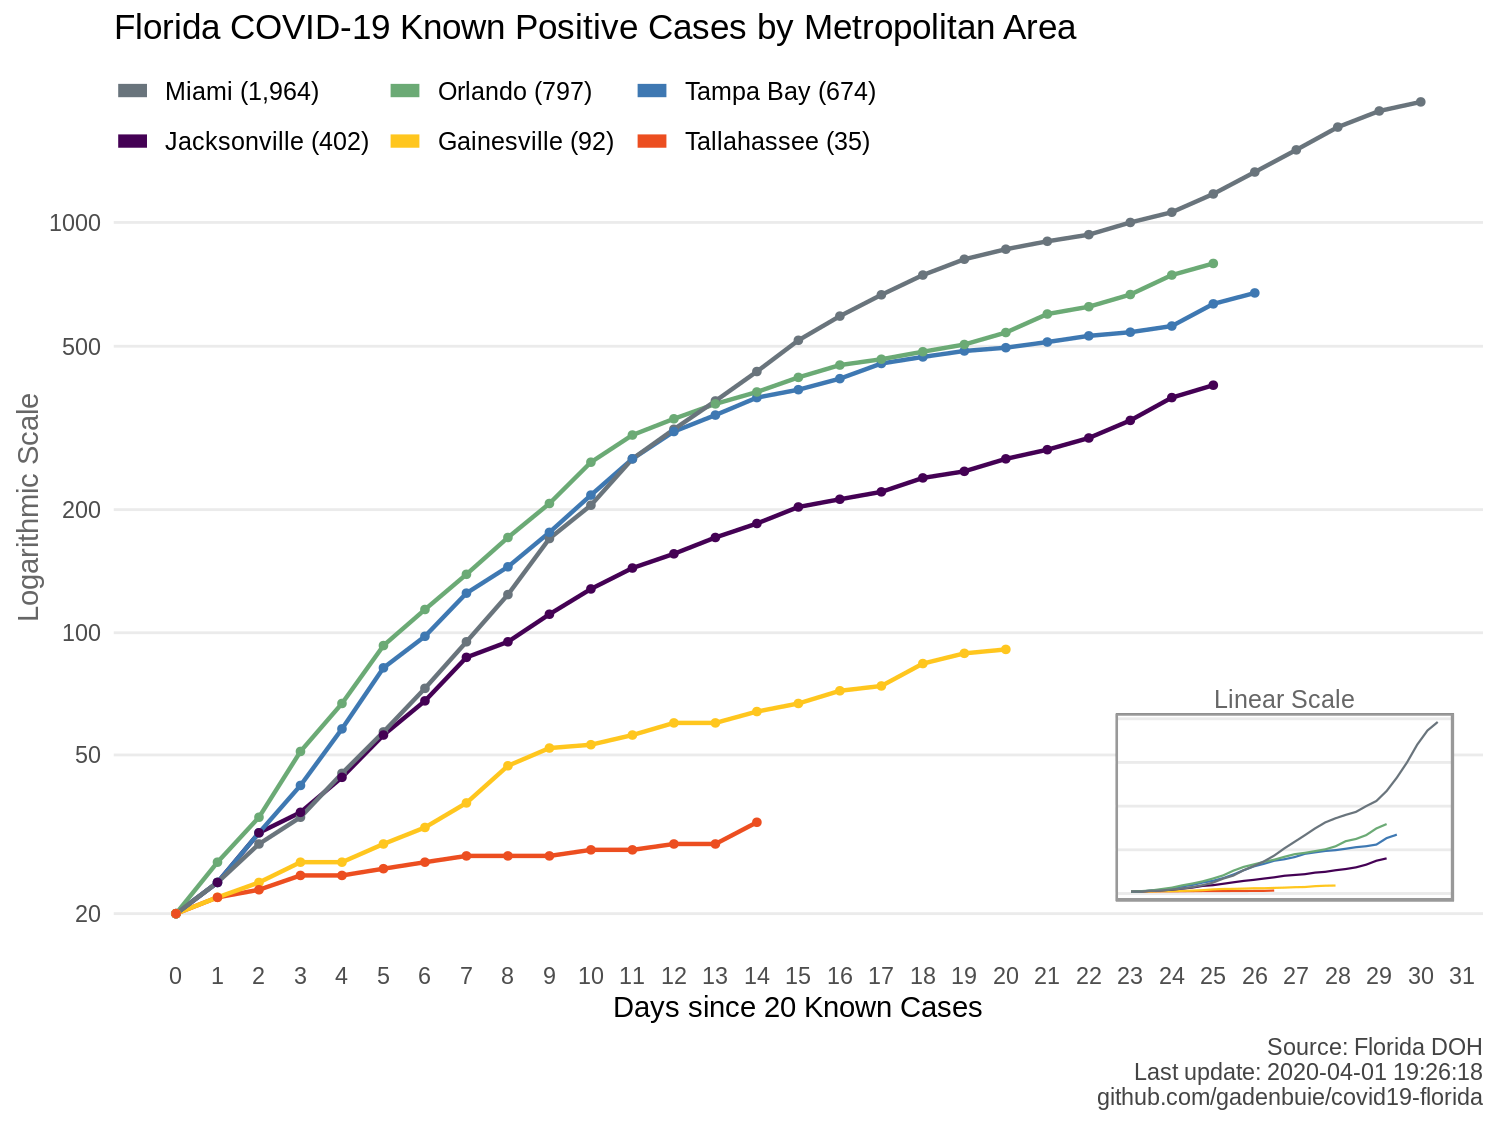 Florida COVID-19 Known Positive Cases by Metropolitan Area
Miami (1,964) Orlando (797) Tampa Bay (674)
Jacksonville (402) Gainesville (92) Tallahassee (35)
Logarithmic Scale
1000
500
200
100
50
20
Linear Scale
0 1 2 3 4 5 6 7 8 9 10 11 12 13 14 15 16 17 18 19 20 21 22 23 24 25 26 27 28 29 30 31
Days since 20 Known Cases
Source: Florida DOH
Last update: 2020-04-01 19:26:18
github.com/gadenbuie/covid19-florida